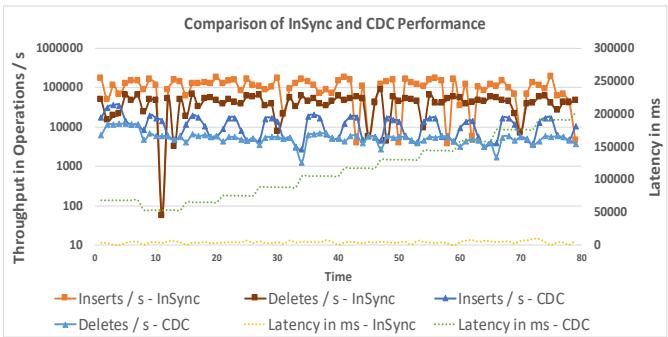 Comparison of InSync and CDC Performance
1000000
100000
10000
1000
100
10
Throughput in Operations / s
300000
250000
200000
150000
100000
50000
0
Latency in ms
0 10 20 30 40 50 60 70 80
Time
Inserts / s - InSync Deletes / s - InSync Inserts / s - CDC
Deletes / s - CDC Latency in ms - InSync Latency in ms - CDC